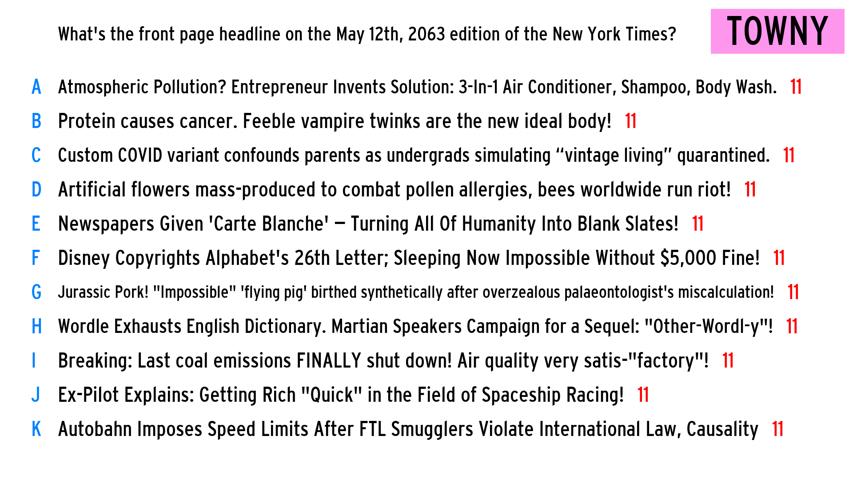 What's the front page headline on the May 12th, 2063 edition of the New York Times?
TOWNY
A Atmospheric Pollution? Entrepreneur Invents Solution: 3-In-1 Air Conditioner, Shampoo, Body Wash. 11
B Protein causes cancer. Feeble vampire twinks are the new ideal body! 11
C Custom COVID variant confounds parents as undergrads simulating “vintage living” quarantined. 11
D Artificial flowers mass-produced to combat pollen allergies, bees worldwide run riot! 11
E Newspapers Given 'Carte Blanche' – Turning All Of Humanity Into Blank Slates! 11
F Disney Copyrights Alphabet's 26th Letter; Sleeping Now Impossible Without $5,000 Fine! 11
G Jurassic Pork! "Impossible" 'flying pig' birthed synthetically after overzealous palaeontologist's miscalculation! 11
H Wordle Exhausts English Dictionary. Martian Speakers Campaign for a Sequel: "Other-Wordl-y"! 11
I Breaking: Last coal emissions FINALLY shut down! Air quality very satis-"factory"! 11
J Ex-Pilot Explains: Getting Rich "Quick" in the Field of Spaceship Racing! 11
K Autobahn Imposes Speed Limits After FTL Smugglers Violate International Law, Causality 11